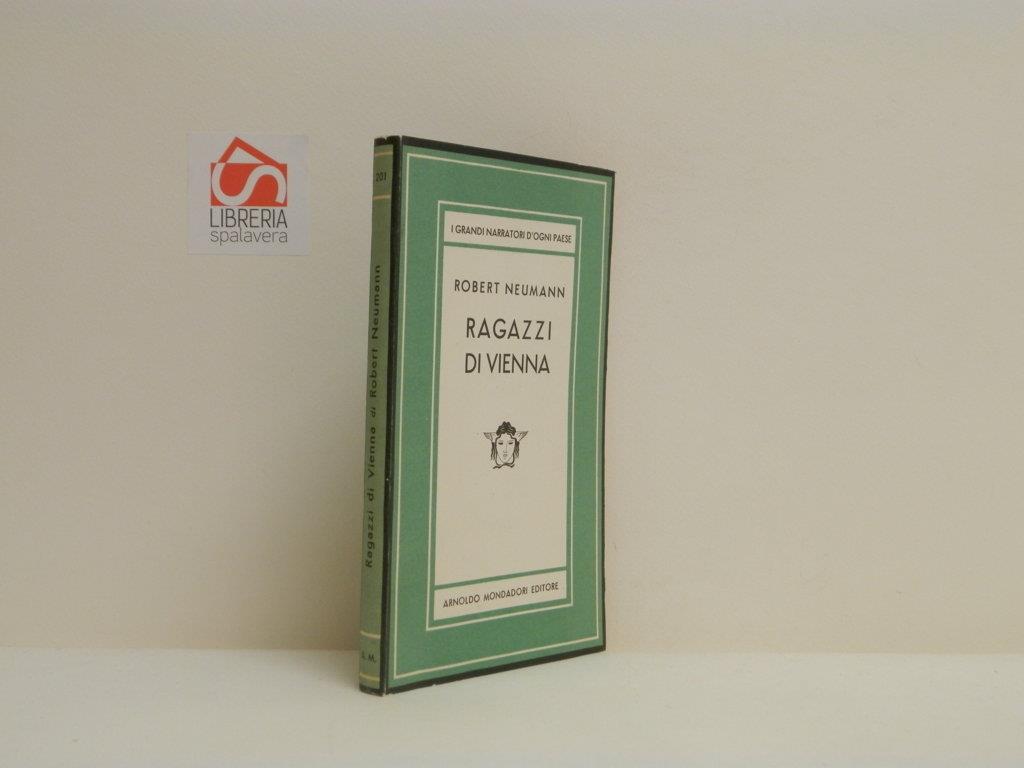 LIBRERIA
spalavera
201
Ragazzi di Vienna di Robert Neumann
A. M.
I GRANDI NARRATORI D'OGNI PAESE
ROBERT NEUMANN
RAGAZZI
DI VIENNA
ARNOLDO MONDADORI EDITORE